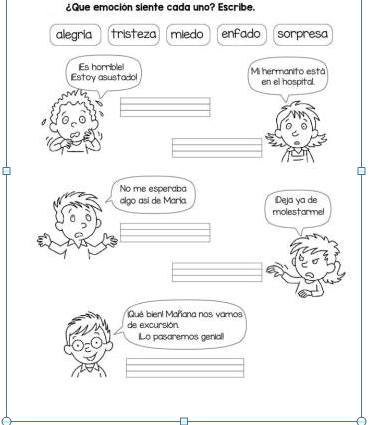 ¿Que emoción siente cada uno? Escribe.
alegría tristeza miedo enfado sorpresa
¡Es horrible!
¡Estoy asustado!
Mi hermanito está
en el hospital.
No me esperaba
algo así de María.
¡Deja ya de
molestarme!
¡Qué bien! Mañana nos vamos
de excursión.
¡Lo pasaremos genial!